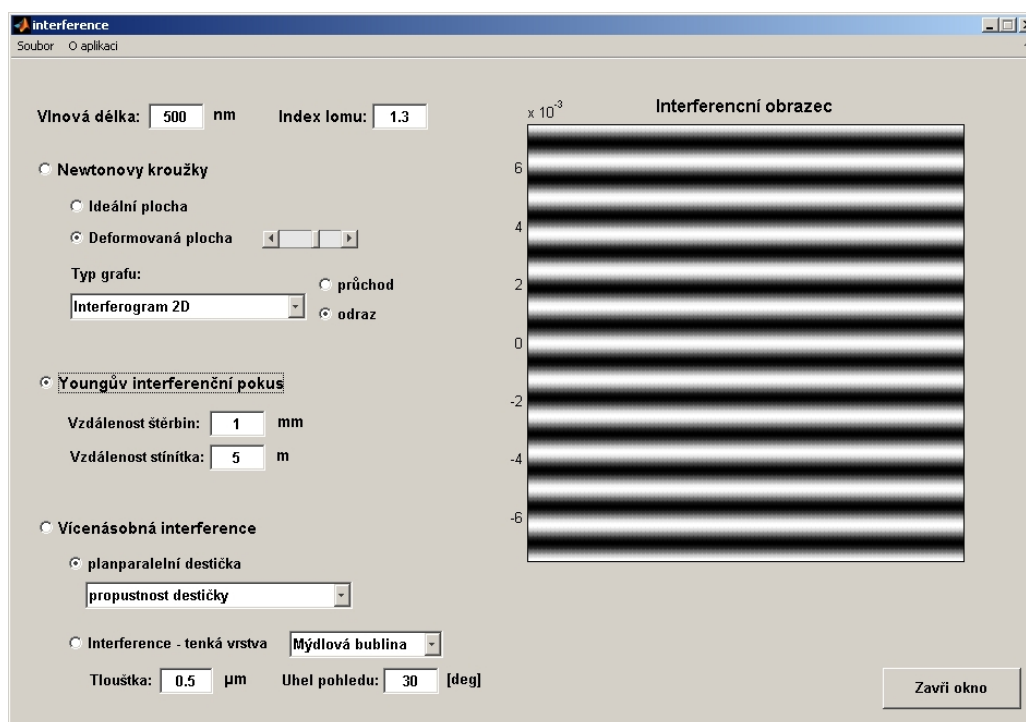 interference
Soubor O aplikaci
Vlnová délka: 500 nm Index lomu: 1.3
Newtonovy kroužky
Ideální plocha
Deformovaná plocha
Typ grafu:
Interferogram 2D
průchod
odraz
Youngův interferenční pokus
Vzdálenost štěrbin: 1 mm
Vzdálenost stínítka: 5 m
Vícenásobná interference
planparalelní destička
propustnost destičky
Interference - tenká vrstva Mýdlová bublina
Tlouštka: 0.5 µm Uhel pohledu: 30 [deg]
x 10-3 Interferencní obrazec
6
4
2
0
-2
-4
-6
Zavři okno